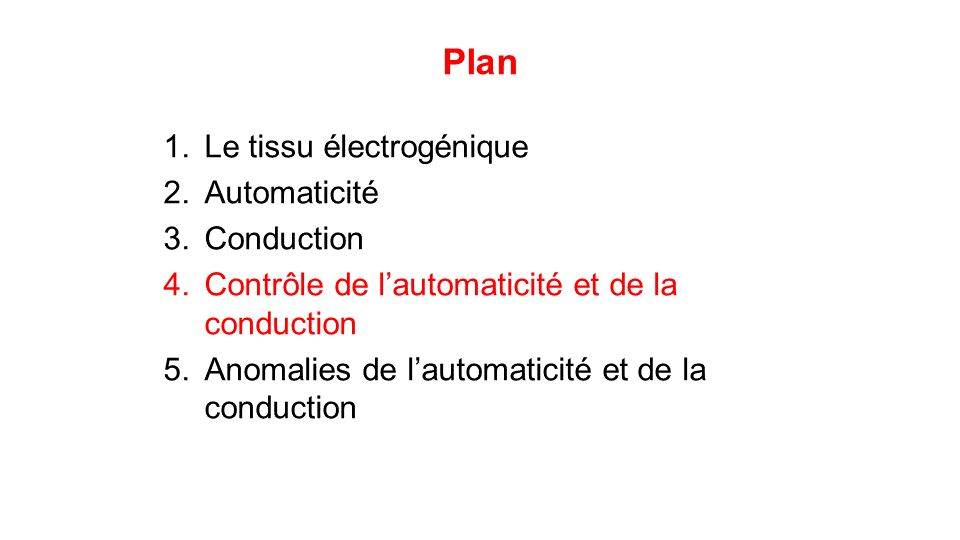 Plan
1. Le tissu électrogénique
2. Automaticité
3. Conduction
4. Contrôle de l’automaticité et de la
conduction
5. Anomalies de l’automaticité et de la
conduction